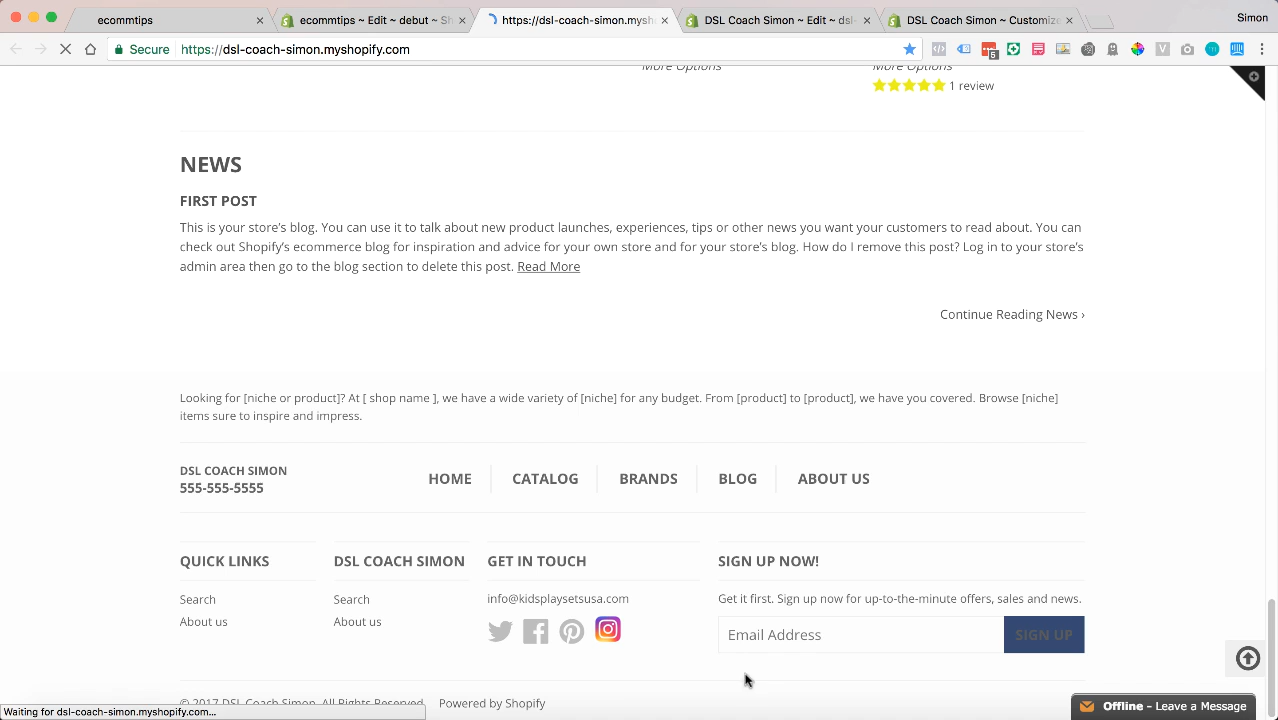 ecommtips
ecommtips ~ Edit ~ debut ~ Sh
https://dsl-coach-simon.mysh
DSL Coach Simon ~ Edit ~ dsl-
DSL Coach Simon ~ Customize
Simon
Secure
https://dsl-coach-simon.myshopify.com
5
V
More Options
More Options
1 review
NEWS
FIRST POST
This is your store's blog. You can use it to talk about new product launches, experiences, tips or other news you want your customers to read about. You can
check out Shopify's ecommerce blog for inspiration and advice for your own store and for your store's blog. How do I remove this post? Log in to your store's
admin area then go to the blog section to delete this post. Read More
Continue Reading News ›
Looking for [niche or product]? At [ shop name ], we have a wide variety of [niche] for any budget. From [product] to [product], we have you covered. Browse [niche]
items sure to inspire and impress.
DSL COACH SIMON
555-555-5555
HOME
CATALOG
BRANDS
BLOG
ABOUT US
QUICK LINKS
Search
About us
DSL COACH SIMON
Search
About us
GET IN TOUCH
info@kidsplaysetsusa.com
SIGN UP NOW!
Get it first. Sign up now for up-to-the-minute offers, sales and news.
Email Address
SIGN UP
© 2017 DSL Coach Simon. All Rights Reserved.
Powered by Shopify
Waiting for dsl-coach-simon.myshopify.com...
Offline – Leave a Message